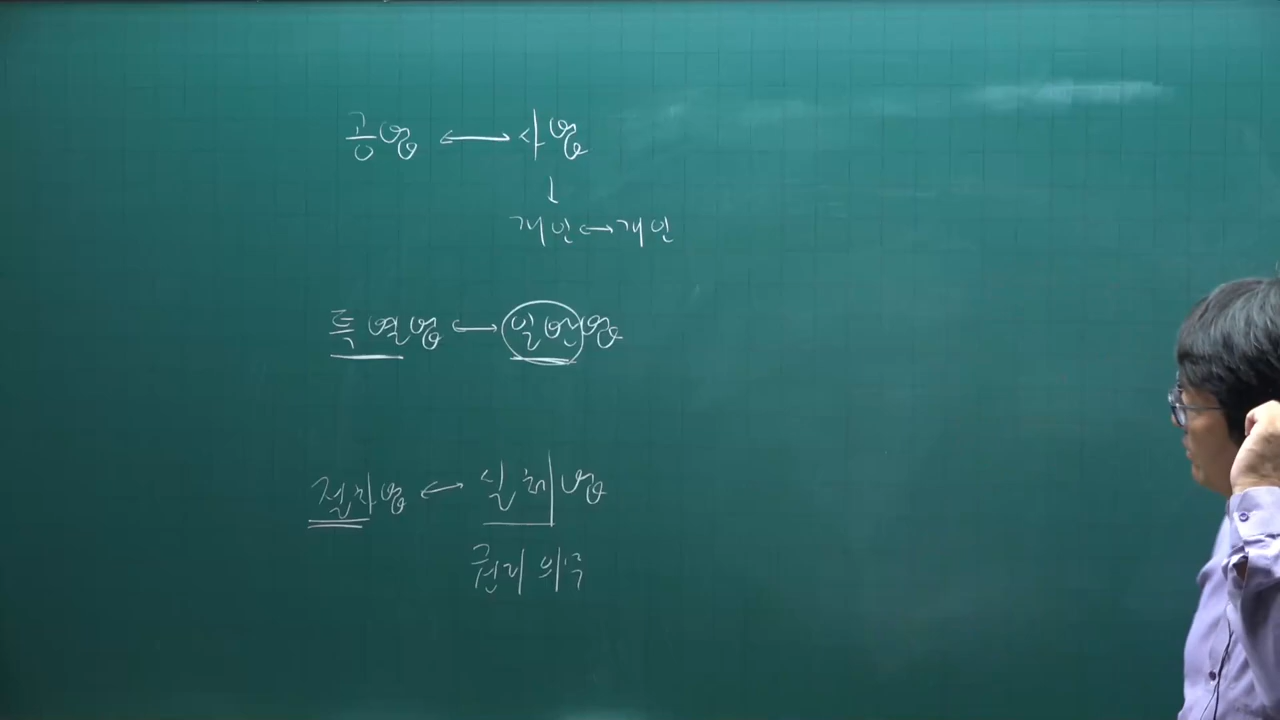 공법 ↔ 사법
↓
개인 ↔ 개인
특별법 ↔ 일반법
절차법 ↔ 실체법
권리 의무